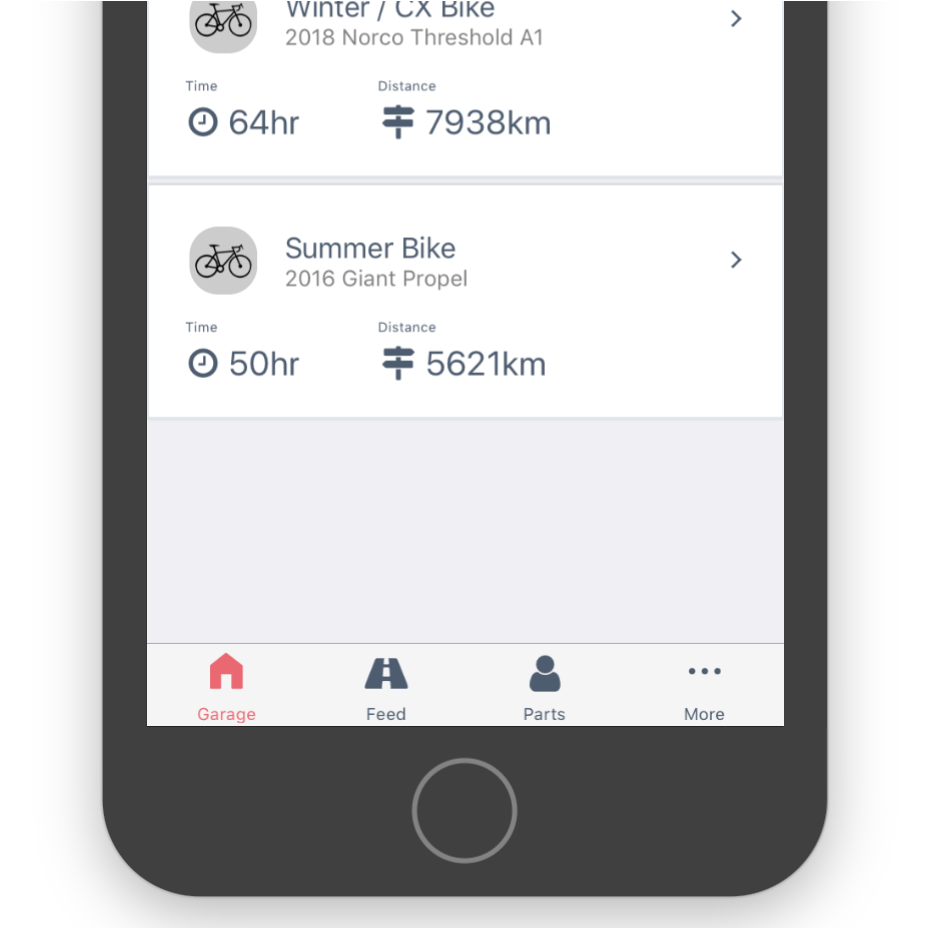 Winter / CX Bike
2018 Norco Threshold A1
Time Distance
64hr 7938km
Summer Bike
2016 Giant Propel
Time Distance
50hr 5621km
Garage Feed Parts More